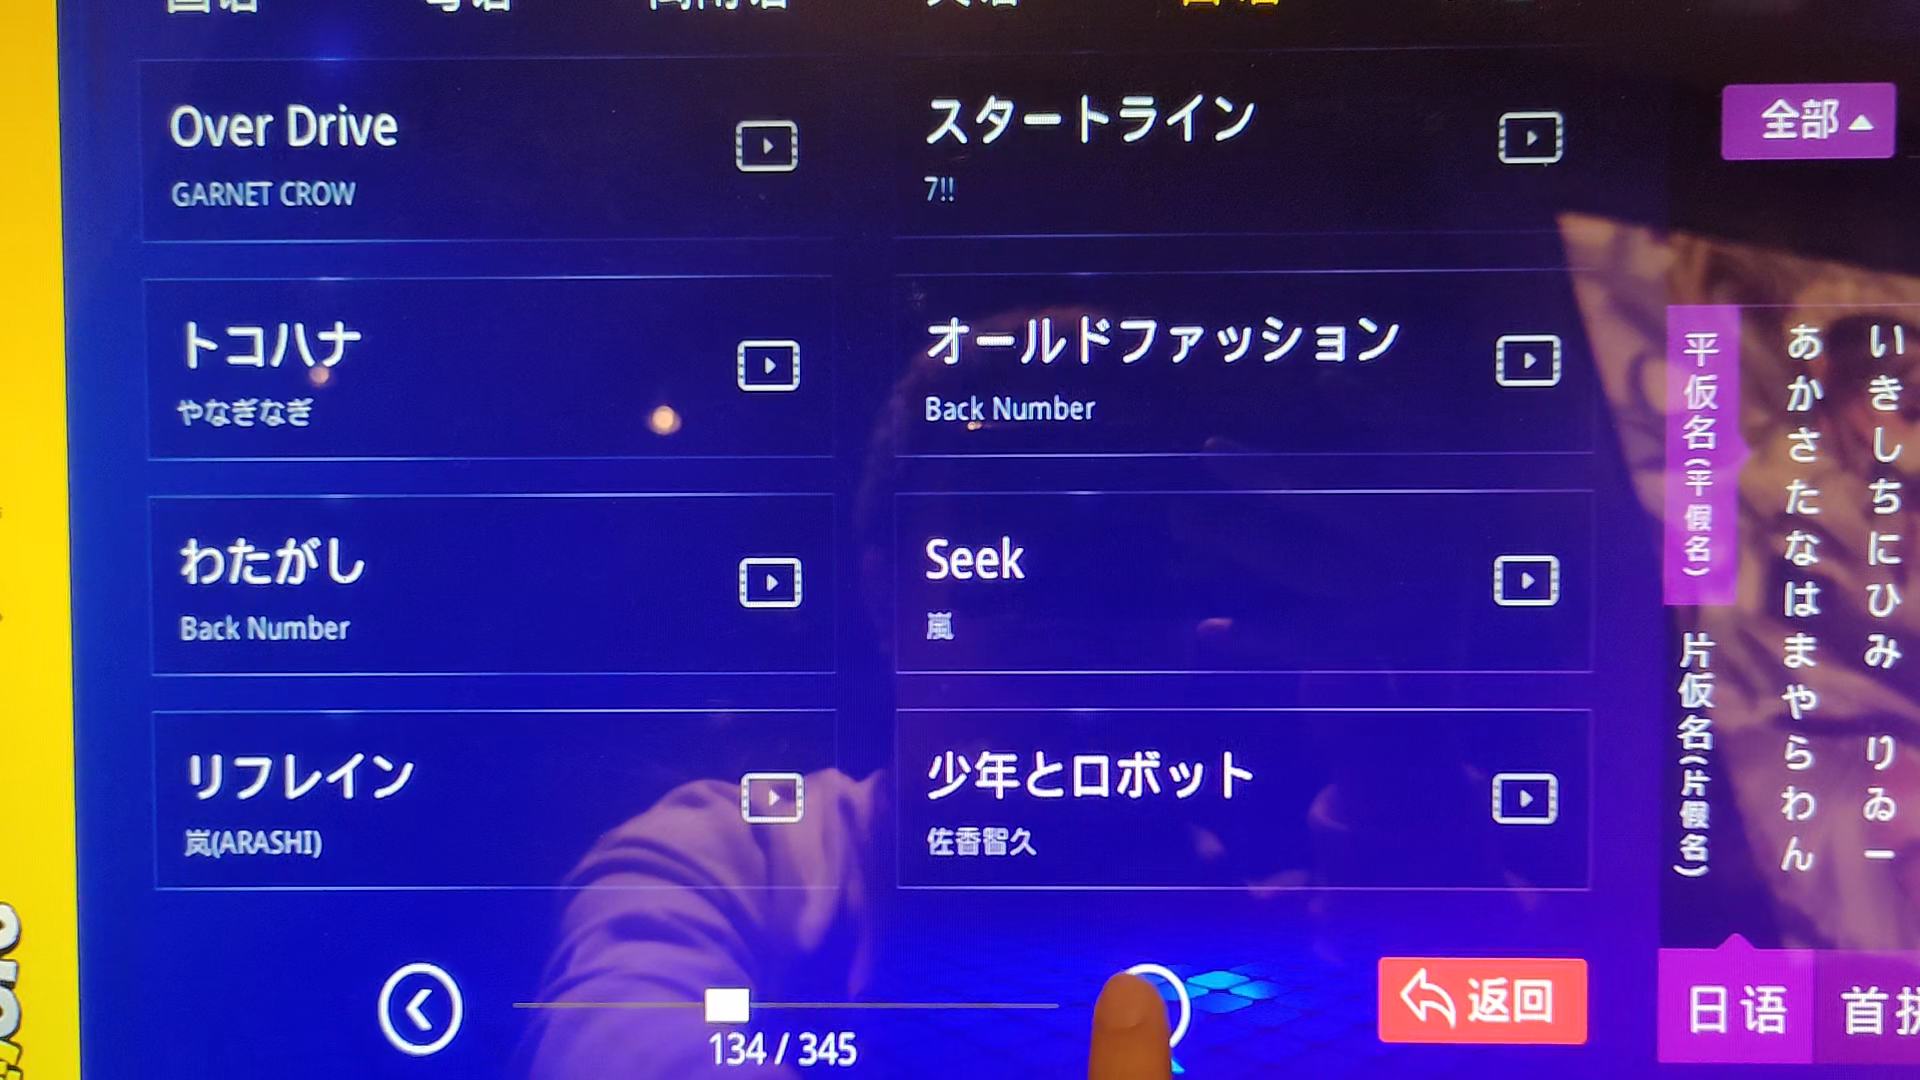 Over Drive
GARNET CROW
スタートライン
7!!
トコハナ
やなぎなぎ
オールドファッション
Back Number
わたがし
Back Number
Seek
嵐
リフレイン
岚(ARASHI)
少年とロボット
佐香智久
134 / 345
返回
全部
平仮名(平假名)
片仮名(片假名)
あかさたなはまやらわん
いきしちにひみ りゐー
日语
首拼